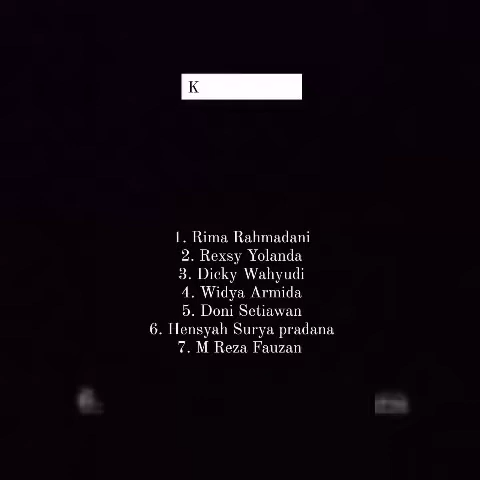 K
1. Rima Rahmadani
2. Rexsy Yolanda
3. Dicky Wahyudi
4. Widya Armida
5. Doni Setiawan
6. Hensyah Surya pradana
7. M Reza Fauzan
6.